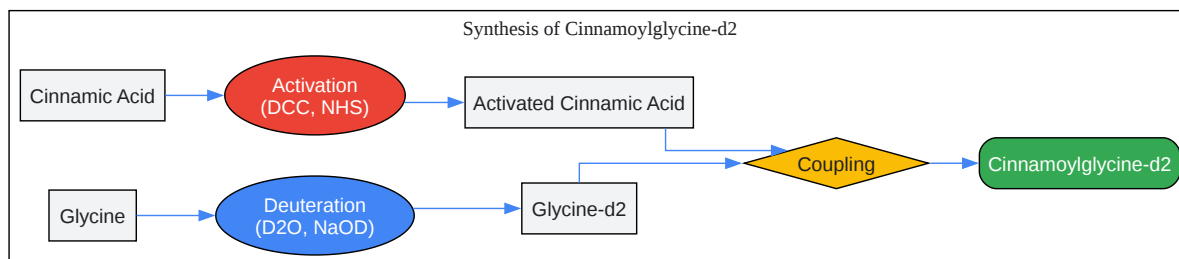 Synthesis of Cinnamoylglycine-d2
Cinnamic Acid
Activation
(DCC, NHS)
Activated Cinnamic Acid
Coupling
Cinnamoylglycine-d2
Glycine
Deuteration
(D2O, NaOD)
Glycine-d2